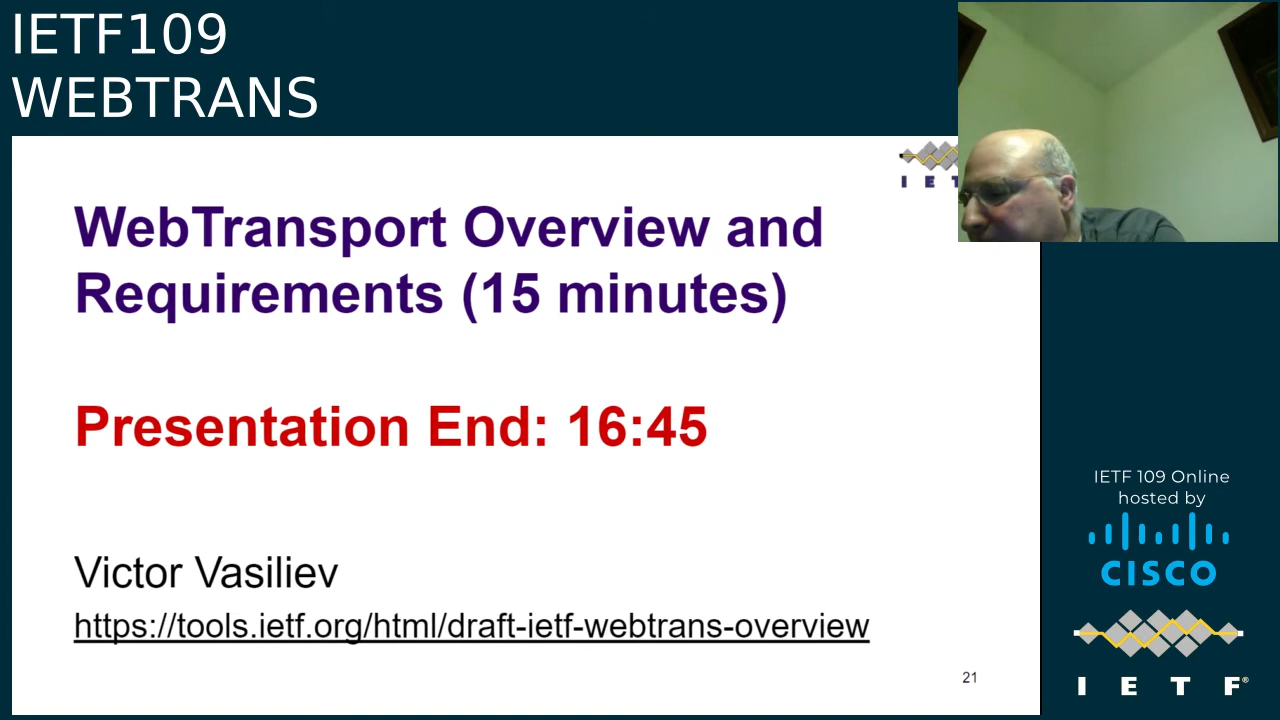 IETF109
WEBTRANS
I E T
WebTransport Overview and
Requirements (15 minutes)
Presentation End: 16:45
Victor Vasiliev
https://tools.ietf.org/html/draft-ietf-webtrans-overview
21
IETF 109 Online
hosted by
CISCO
I E T F®